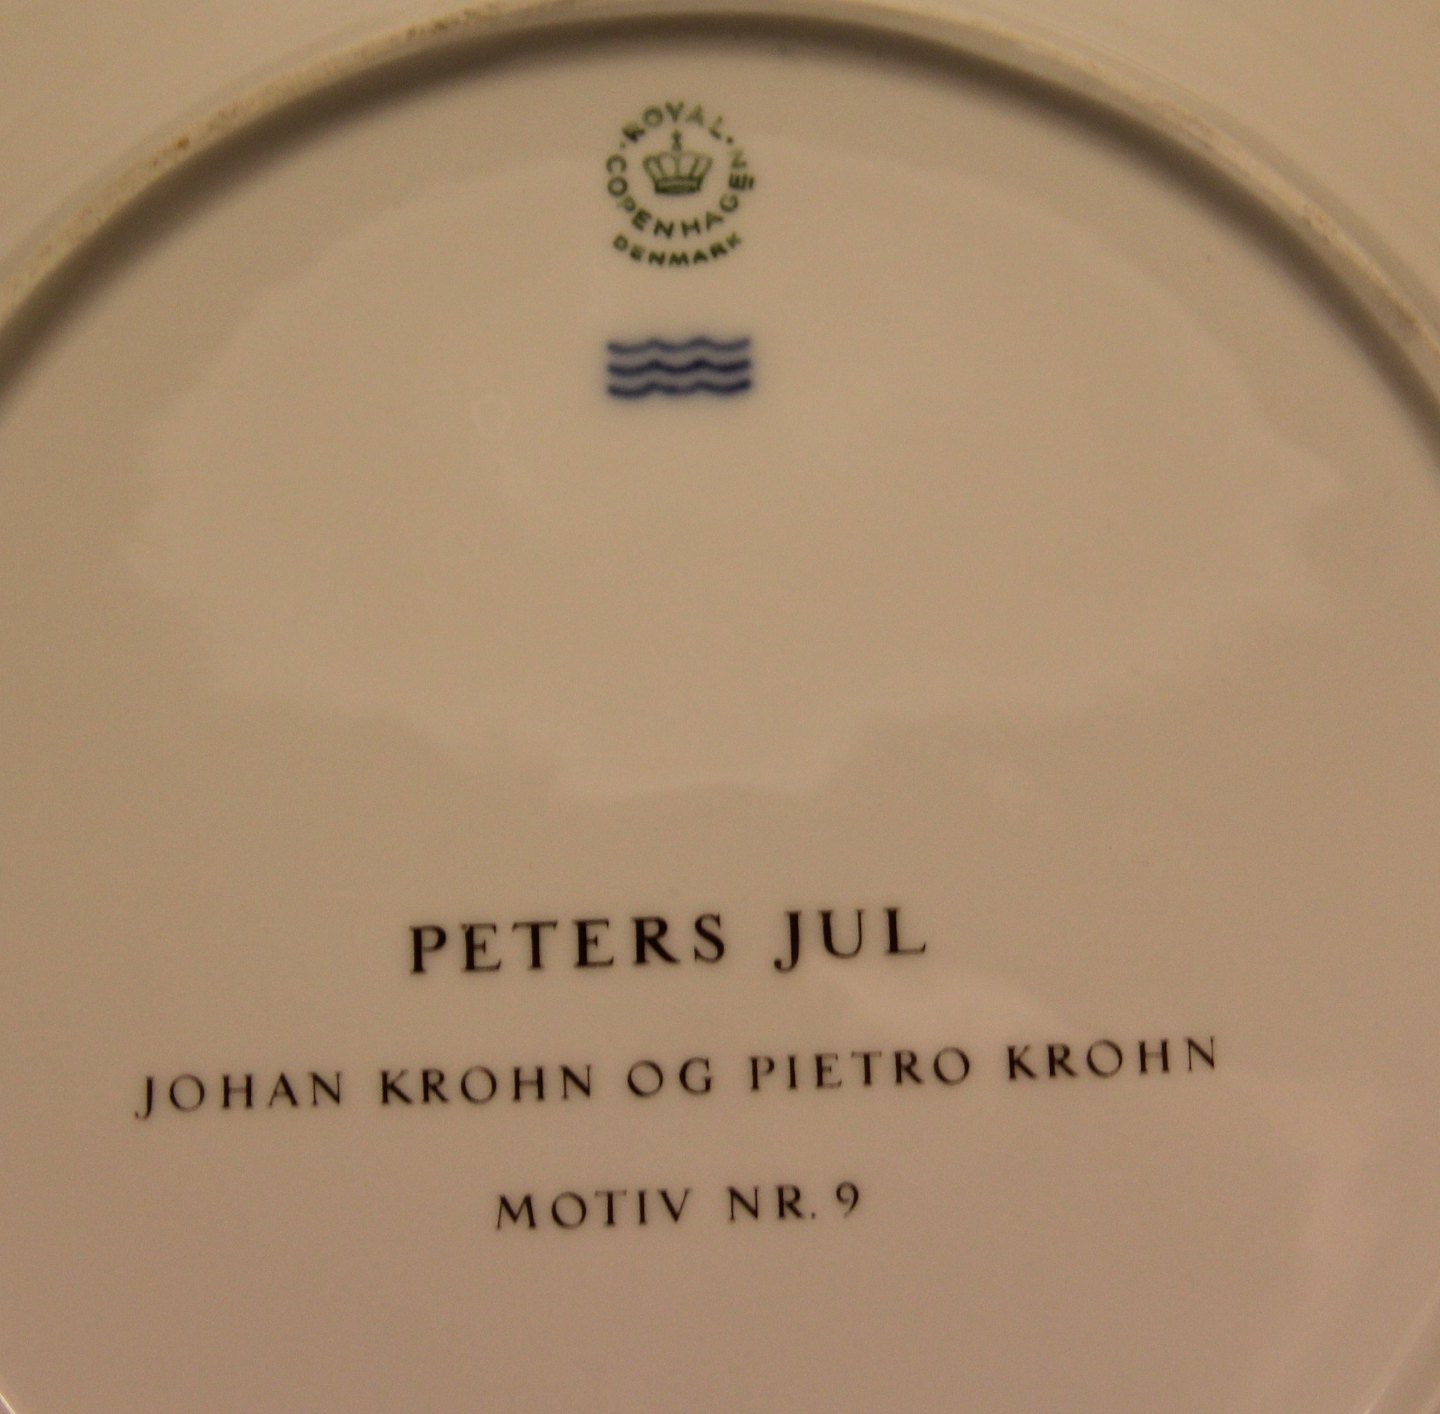 ROYAL
COPENHAGEN
DENMARK
PETERS JUL
JOHAN KROHN OG PIETRO KROHN
MOTIV NR. 9